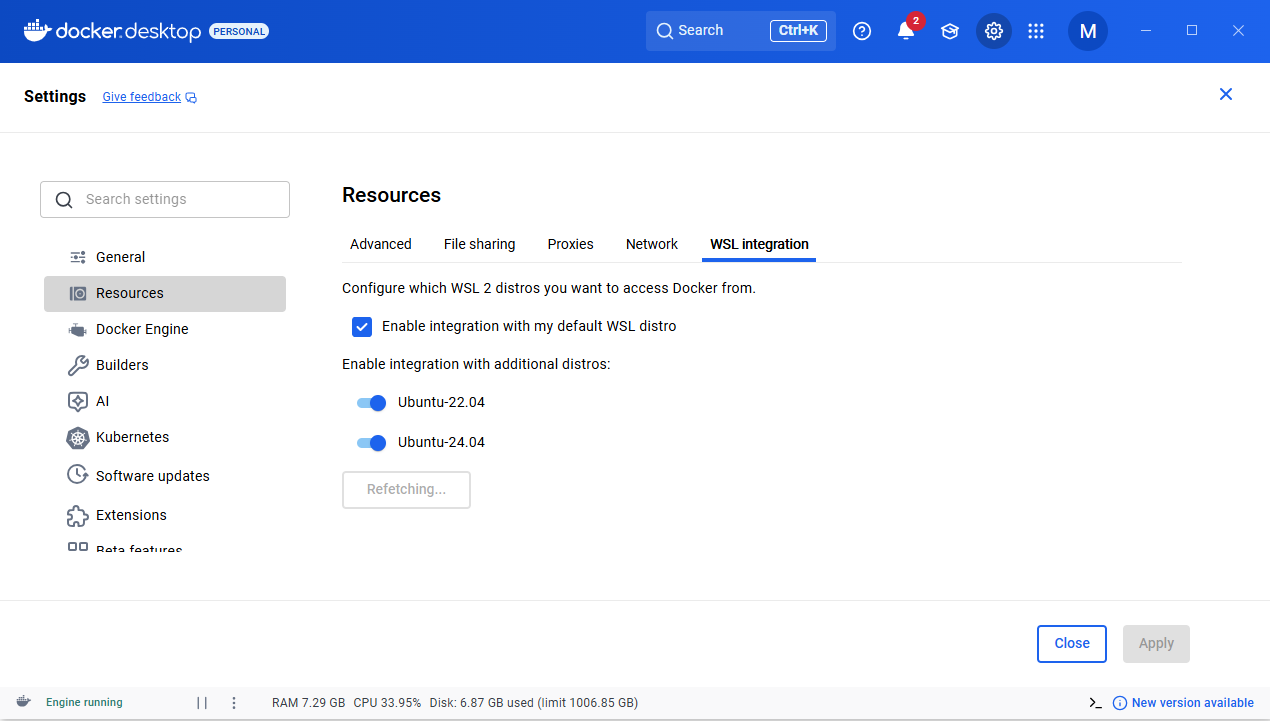 docker.desktop PERSONAL Search Ctrl+K 2 M
Settings Give feedback
Search settings
General
Resources
Docker Engine
Builders
AI
Kubernetes
Software updates
Extensions
Beta features
Resources
Advanced File sharing Proxies Network WSL integration
Configure which WSL 2 distros you want to access Docker from.
Enable integration with my default WSL distro
Enable integration with additional distros:
Ubuntu-22.04
Ubuntu-24.04
Refetching...
Close Apply
Engine running RAM 7.29 GB CPU 33.95% Disk: 6.87 GB used (limit 1006.85 GB) New version available